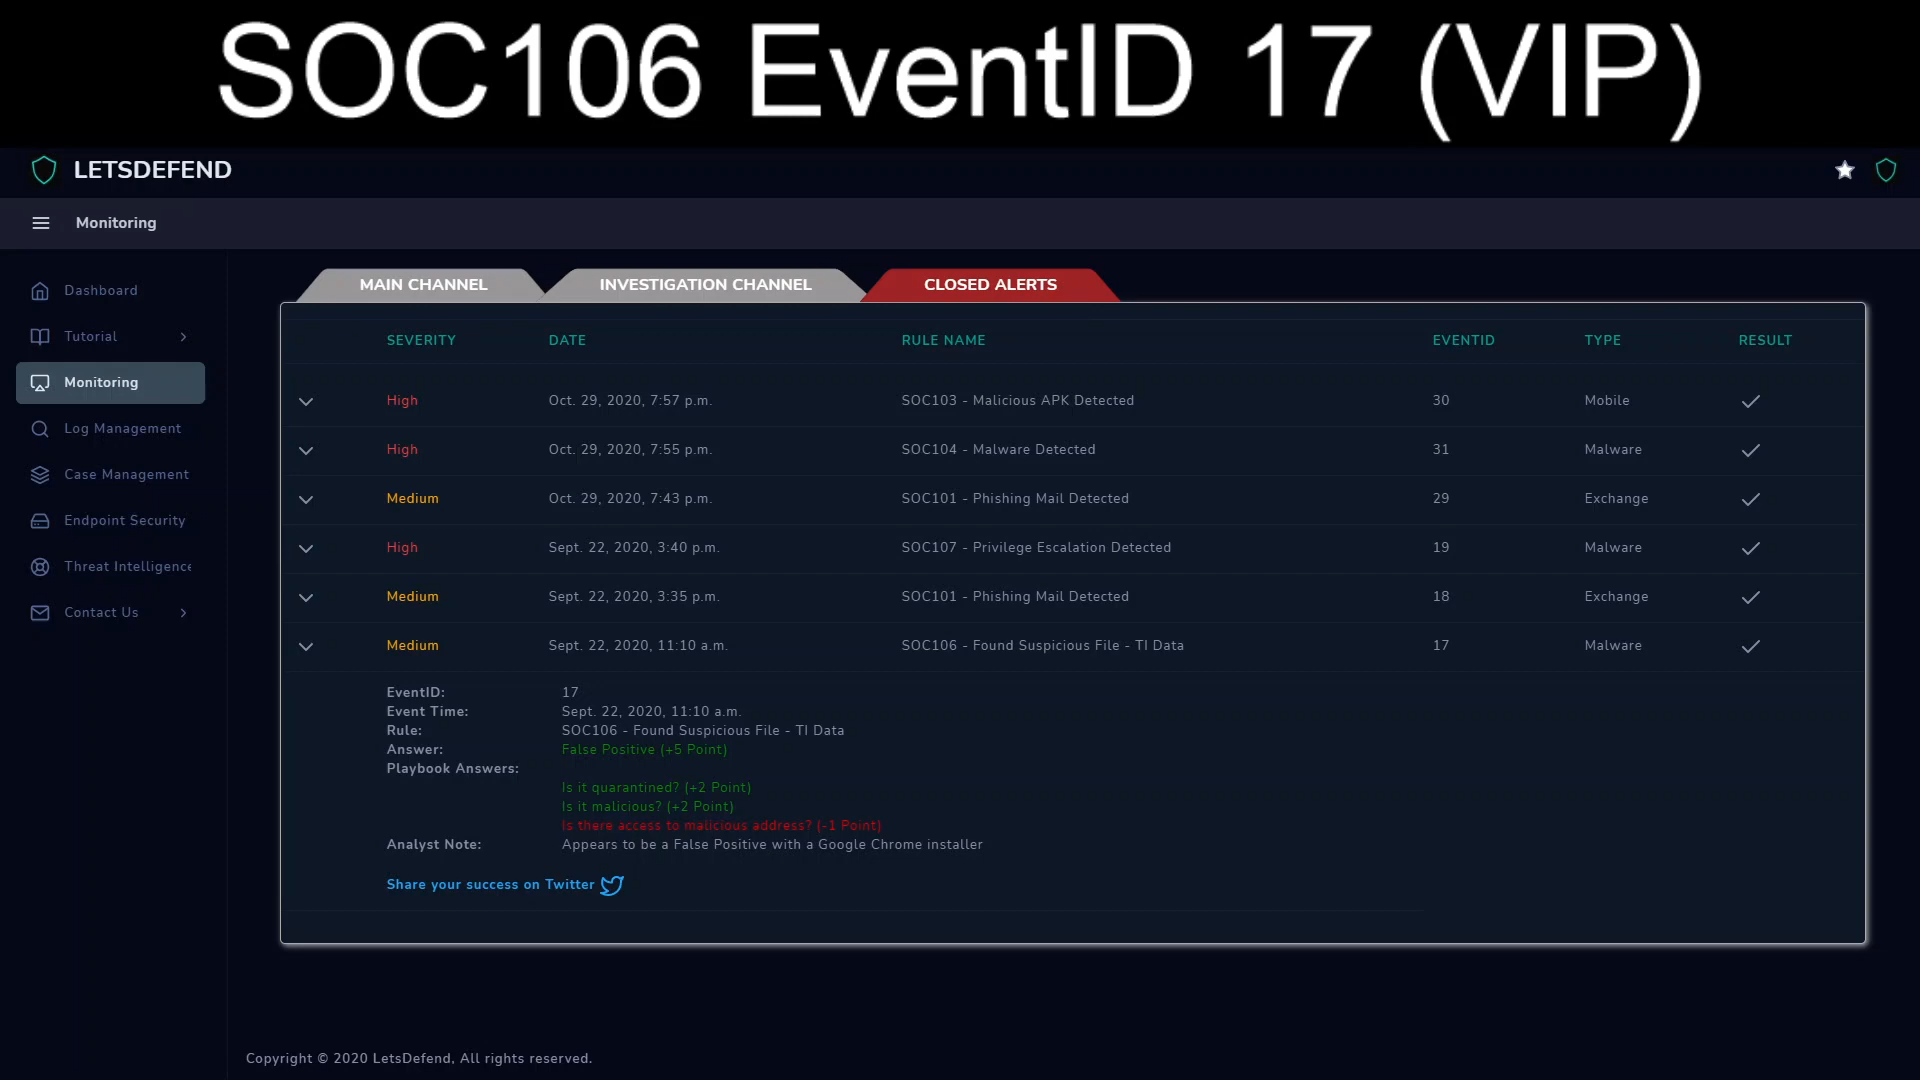 SOC106 EventID 17 (VIP)
LETSDEFEND
Monitoring
Dashboard
Tutorial
Monitoring
Log Management
Case Management
Endpoint Security
Threat Intelligence
Contact Us
MAIN CHANNEL INVESTIGATION CHANNEL CLOSED ALERTS
SEVERITY DATE RULE NAME EVENTID TYPE RESULT
High Oct. 29, 2020, 7:57 p.m. SOC103 - Malicious APK Detected 30 Mobile
High Oct. 29, 2020, 7:55 p.m. SOC104 - Malware Detected 31 Malware
Medium Oct. 29, 2020, 7:43 p.m. SOC101 - Phishing Mail Detected 29 Exchange
High Sept. 22, 2020, 3:40 p.m. SOC107 - Privilege Escalation Detected 19 Malware
Medium Sept. 22, 2020, 3:35 p.m. SOC101 - Phishing Mail Detected 18 Exchange
Medium Sept. 22, 2020, 11:10 a.m. SOC106 - Found Suspicious File - TI Data 17 Malware
EventID: 17
Event Time: Sept. 22, 2020, 11:10 a.m.
Rule: SOC106 - Found Suspicious File - TI Data
Answer: False Positive (+5 Point)
Playbook Answers:
Is it quarantined? (+2 Point)
Is it malicious? (+2 Point)
Is there access to malicious address? (-1 Point)
Analyst Note: Appears to be a False Positive with a Google Chrome installer
Share your success on Twitter
Copyright © 2020 LetsDefend, All rights reserved.